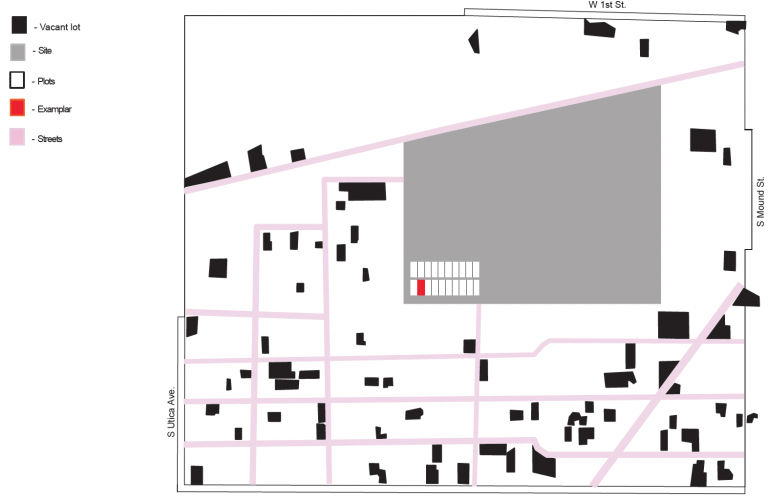 W 1st St.
- Vacant lot
- Site
- Plots
- Examplar
- Streets
S Mound St.
S Utica Ave.